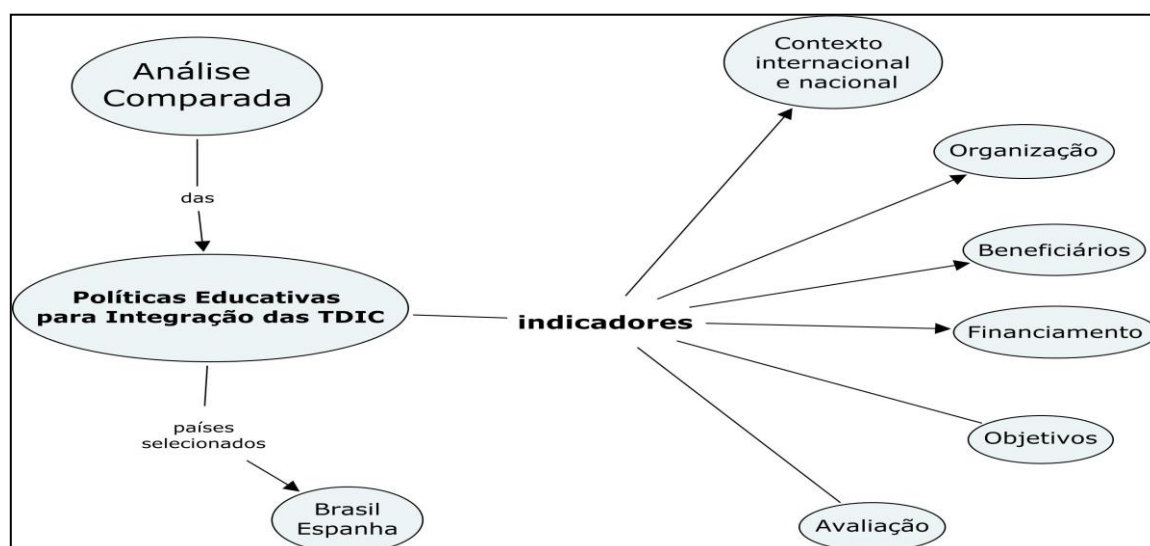 Análise
Comparada
das
Políticas Educativas
para Integração das TDIC
países
selecionados
Brasil
Espanha
indicadores
Contexto
internacional
e nacional
Organização
Beneficiários
Financiamento
Objetivos
Avaliação